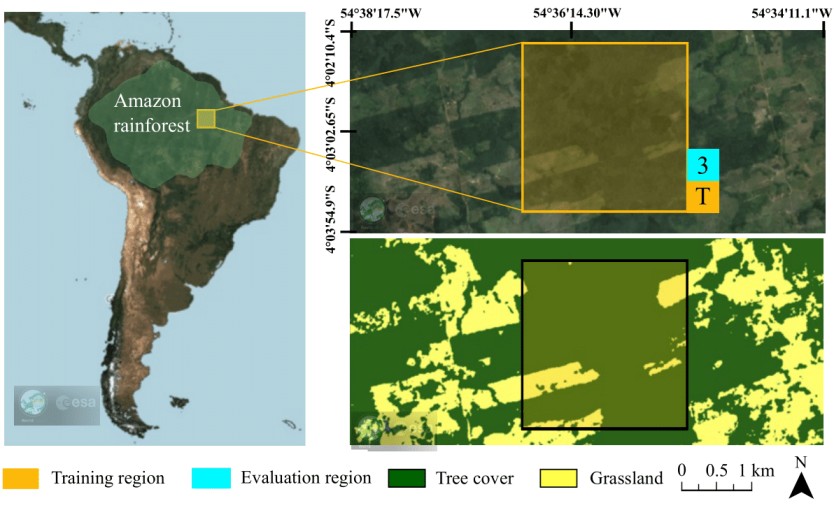 54°38'17.5"W 54°36'14.30"W 54°34'11.1"W
4°02'10.4"S
4°03'02.65"S
4°03'54.9"S
Amazon
rainforest
3
T
esa
esa
Training region Evaluation region Tree cover Grassland 0 0.5 1 km N